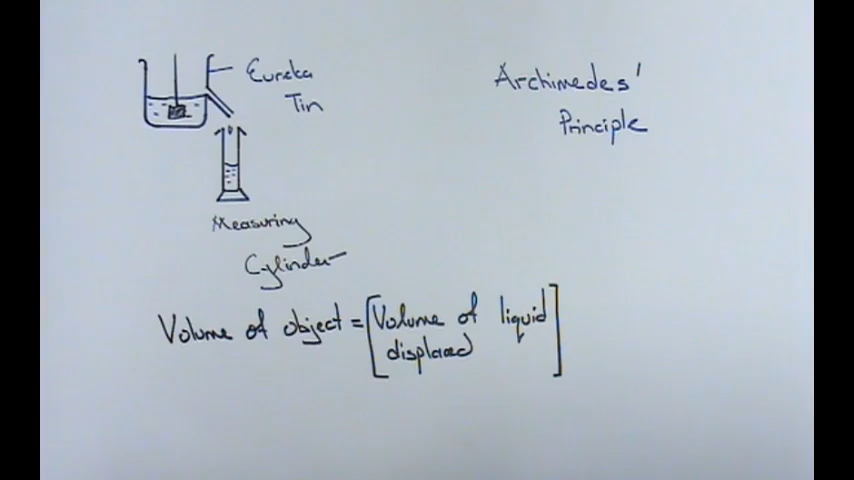 Eureka
Tin
Archimedes'
Principle
Measuring
Cylinder
Volume of object = [Volume of liquid
displaced]